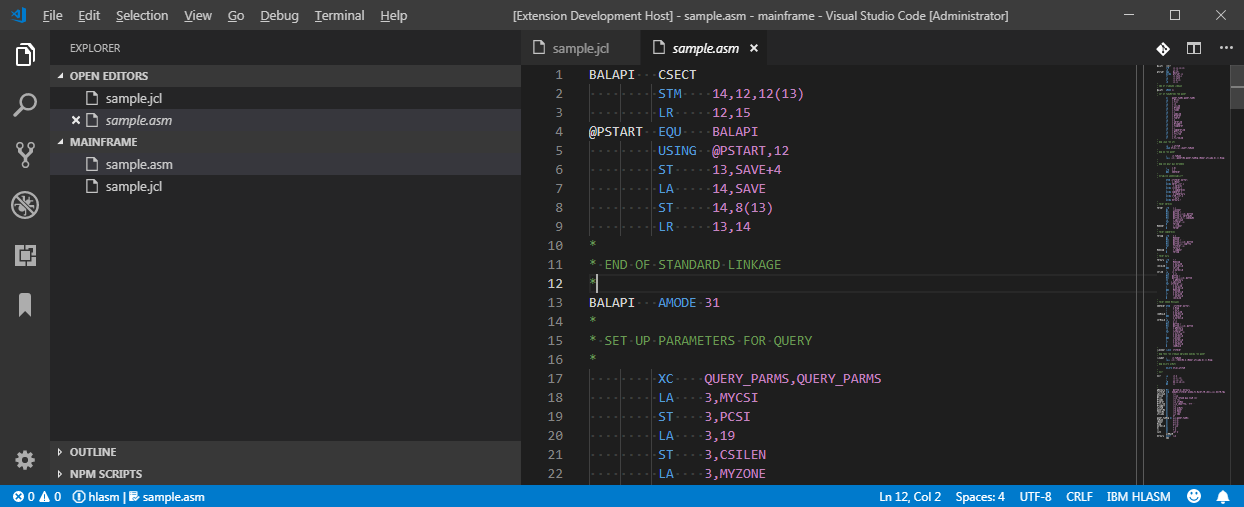 File Edit Selection View Go Debug Terminal Help [Extension Development Host] - sample.asm - mainframe - Visual Studio Code [Administrator]
EXPLORER
OPEN EDITORS
sample.jcl
sample.asm
MAINFRAME
sample.asm
sample.jcl
OUTLINE
NPM SCRIPTS
sample.jcl sample.asm
1 BALAPI CSECT
2 STM 14,12,12(13)
3 LR 12,15
4 @PSTART EQU BALAPI
5 USING @PSTART,12
6 ST 13,SAVE+4
7 LA 14,SAVE
8 ST 14,8(13)
9 LR 13,14
10 *
11 * END OF STANDARD LINKAGE
12 *
13 BALAPI AMODE 31
14 *
15 * SET UP PARAMETERS FOR QUERY
16 *
17 XC QUERY_PARMS,QUERY_PARMS
18 LA 3,MYCSI
19 ST 3,PCSI
20 LA 3,19
21 ST 3,CSILEN
22 LA 3,MYZONE
0 0 hlasm | sample.asm Ln 12, Col 2 Spaces: 4 UTF-8 CRLF IBM HLASM